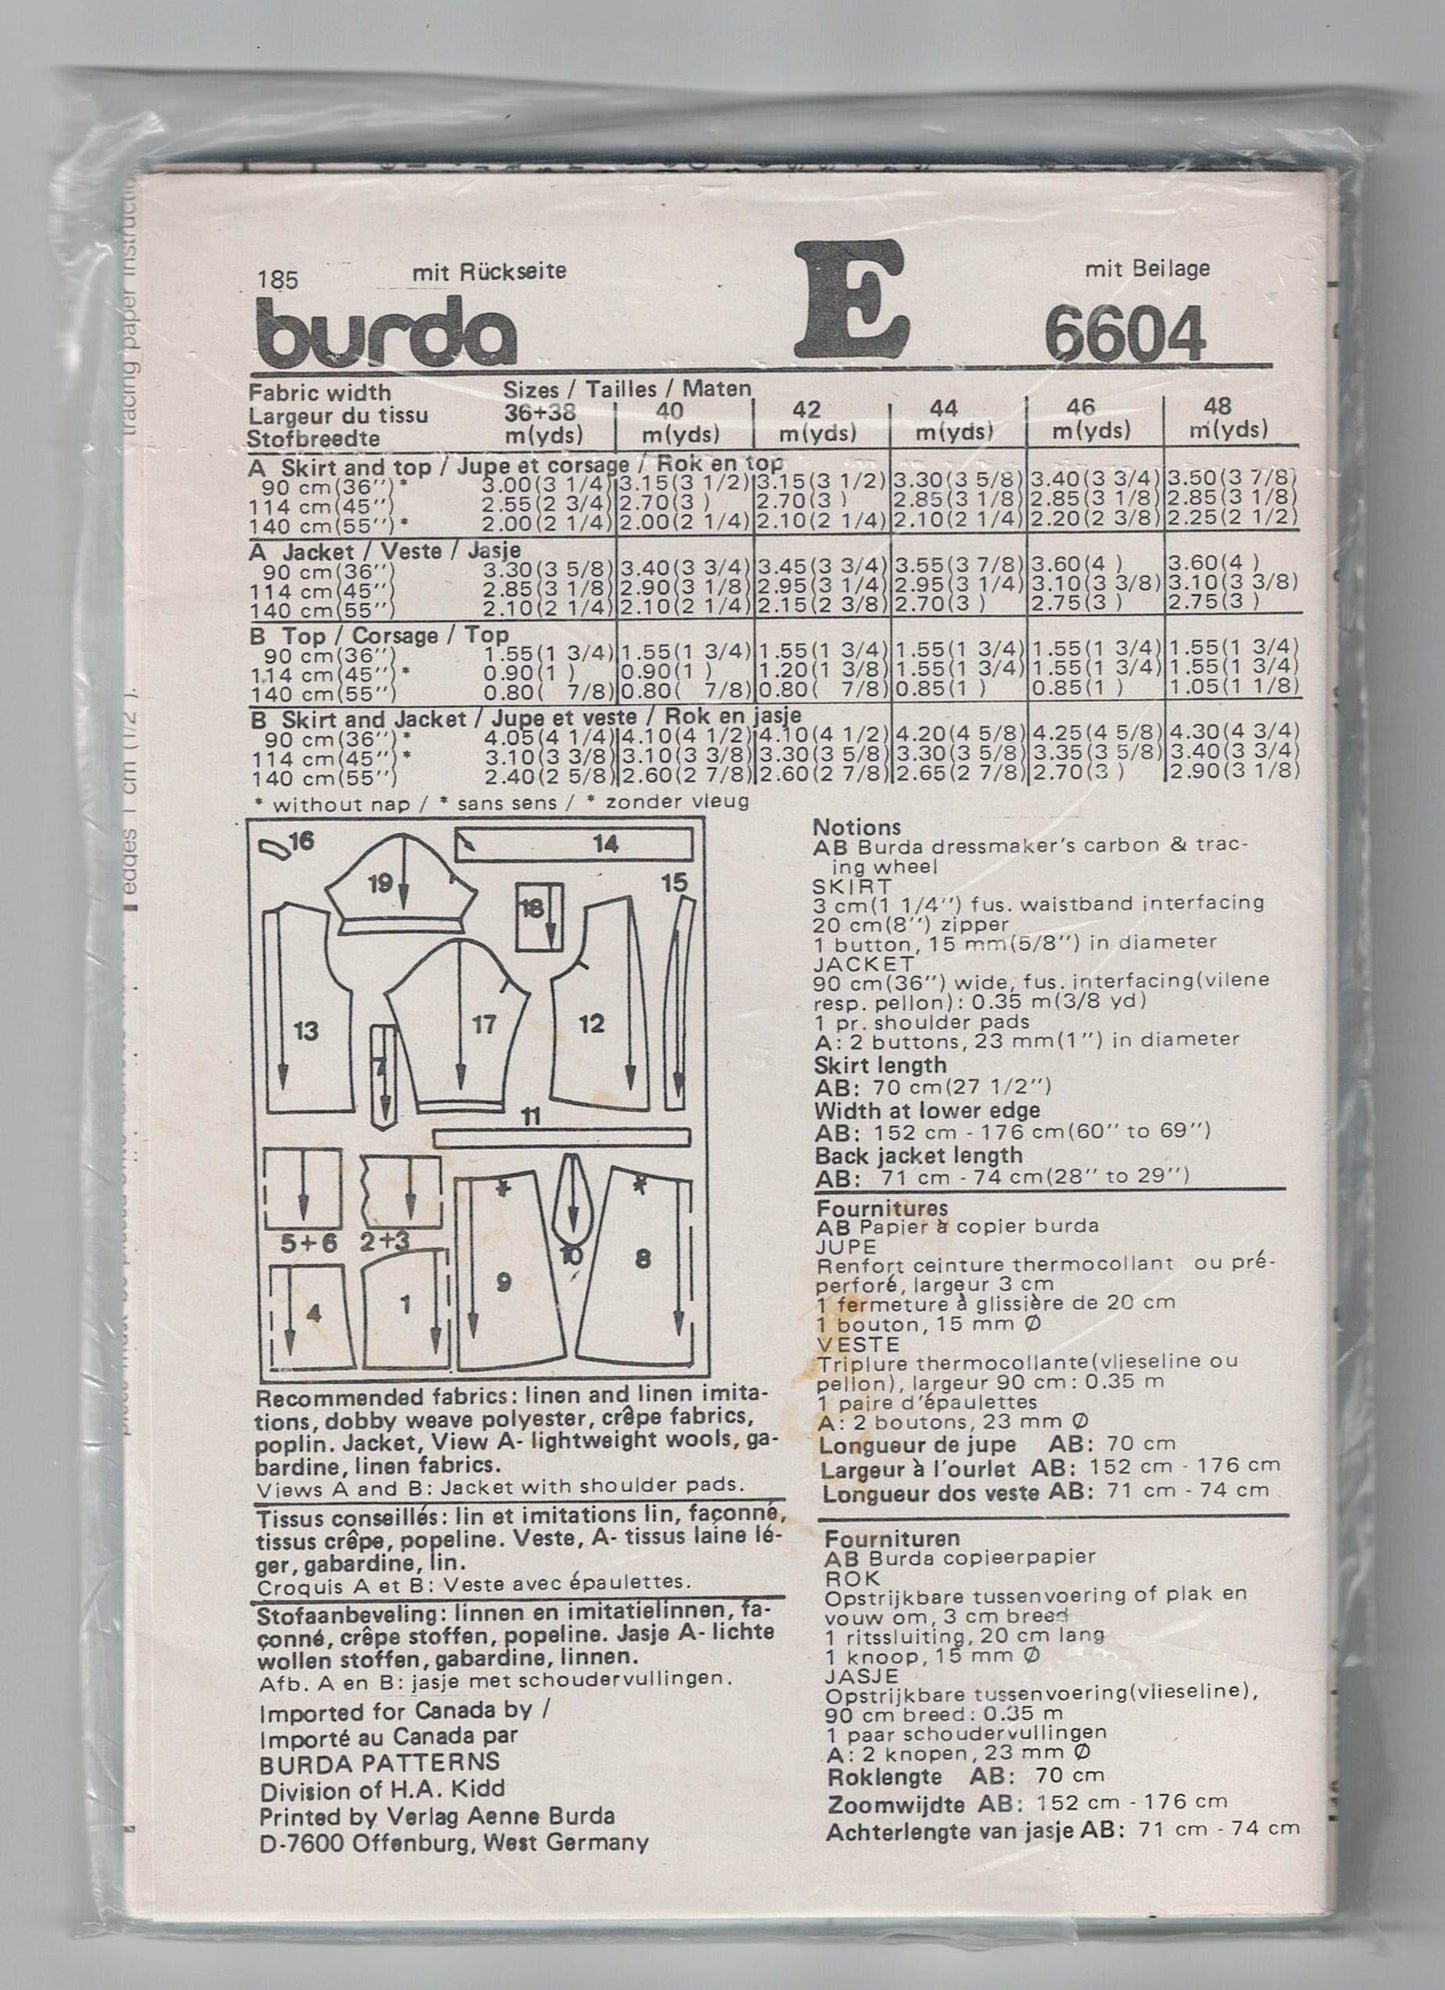 185 mit Rückseite E mit Beilage
burda 6604
Fabric width Sizes / Tailles / Maten
Largeur du tissu 36+38 40 42 44 46 48
Stofbreedte m(yds) m(yds) m(yds) m(yds) m(yds) m(yds)
A Skirt and top / Jupe et corsage / Rok en top
90 cm(36'')* 3.00(3 1/4) 3.15(3 1/2) 3.15(3 1/2) 3.30(3 5/8) 3.40(3 3/4) 3.50(3 7/8)
114 cm(45'') 2.55(2 3/4) 2.70(3 ) 2.70(3 ) 2.85(3 1/8) 2.85(3 1/8) 2.85(3 1/8)
140 cm(55'')* 2.00(2 1/4) 2.00(2 1/4) 2.10(2 1/4) 2.10(2 1/4) 2.20(2 3/8) 2.25(2 1/2)
A Jacket / Veste / Jasje
90 cm(36'') 3.30(3 5/8) 3.40(3 3/4) 3.45(3 3/4) 3.55(3 7/8) 3.60(4 ) 3.60(4 )
114 cm(45'') 2.85(3 1/8) 2.90(3 1/8) 2.95(3 1/4) 2.95(3 1/4) 3.10(3 3/8) 3.10(3 3/8)
140 cm(55'') 2.10(2 1/4) 2.10(2 1/4) 2.15(2 3/8) 2.70(3 ) 2.75(3 ) 2.75(3 )
B Top / Corsage / Top
90 cm(36'') 1.55(1 3/4) 1.55(1 3/4) 1.55(1 3/4) 1.55(1 3/4) 1.55(1 3/4) 1.55(1 3/4)
114 cm(45'')* 0.90(1 ) 0.90(1 ) 1.20(1 3/8) 1.55(1 3/4) 1.55(1 3/4) 1.55(1 3/4)
140 cm(55'') 0.80( 7/8) 0.80( 7/8) 0.80( 7/8) 0.85(1 ) 0.85(1 ) 1.05(1 1/8)
B Skirt and Jacket / Jupe et veste / Rok en jasje
90 cm(36'')* 4.05(4 1/4) 4.10(4 1/2) 4.10(4 1/2) 4.20(4 5/8) 4.25(4 5/8) 4.30(4 3/4)
114 cm(45'')* 3.10(3 3/8) 3.10(3 3/8) 3.30(3 5/8) 3.30(3 5/8) 3.35(3 5/8) 3.40(3 3/4)
140 cm(55'') 2.40(2 5/8) 2.60(2 7/8) 2.60(2 7/8) 2.65(2 7/8) 2.70(3 ) 2.90(3 1/8)
* without nap / * sans sens / * zonder vleug
16 14
19 15
18
13 17 12
7
11
5+6 2+3
10 8
9
4 1
Recommended fabrics: linen and linen imita-
tions, dobby weave polyester, crêpe fabrics,
poplin. Jacket, View A- lightweight wools, ga-
bardine, linen fabrics.
Views A and B: Jacket with shoulder pads.
Tissus conseillés: lin et imitations lin, façonné,
tissus crêpe, popeline. Veste, A- tissus laine lé-
ger, gabardine, lin.
Croquis A et B: Veste avec épaulettes.
Stofaanbeveling: linnen en imitatielinnen, fa-
çonné, crêpe stoffen, popeline. Jasje A- lichte
wollen stoffen, gabardine, linnen.
Afb. A en B: jasje met schoudervullingen.
Imported for Canada by /
Importé au Canada par
BURDA PATTERNS
Division of H.A. Kidd
Printed by Verlag Aenne Burda
D-7600 Offenburg, West Germany
Notions
AB Burda dressmaker's carbon & trac-
ing wheel
SKIRT
3 cm(1 1/4'') fus. waistband interfacing
20 cm(8'') zipper
1 button, 15 mm(5/8'') in diameter
JACKET
90 cm(36'') wide, fus. interfacing(vilene
resp. pellon): 0.35 m(3/8 yd)
1 pr. shoulder pads
A: 2 buttons, 23 mm(1'') in diameter
Skirt length
AB: 70 cm(27 1/2'')
Width at lower edge
AB: 152 cm - 176 cm(60'' to 69'')
Back jacket length
AB: 71 cm - 74 cm(28'' to 29'')
Fournitures
AB Papier à copier burda
JUPE
Renfort ceinture thermocollant ou pré-
perforé, largeur 3 cm
1 fermeture à glissière de 20 cm
1 bouton, 15 mm Ø
VESTE
Triplure thermocollante(vlieseline ou
pellon), largeur 90 cm: 0.35 m
1 paire d'épaulettes
A: 2 boutons, 23 mm Ø
Longueur de jupe AB: 70 cm
Largeur à l'ourlet AB: 152 cm - 176 cm
Longueur dos veste AB: 71 cm - 74 cm
Fournituren
AB Burda copieerpapier
ROK
Opstrijkbare tussenvoering of plak en
vouw om, 3 cm breed
1 ritssluiting, 20 cm lang
1 knoop, 15 mm Ø
JASJE
Opstrijkbare tussenvoering(vlieseline),
90 cm breed: 0.35 m
1 paar schoudervullingen
A: 2 knopen, 23 mm Ø
Roklengte AB: 70 cm
Zoomwijdte AB: 152 cm - 176 cm
Achterlengte van jasje AB: 71 cm - 74 cm